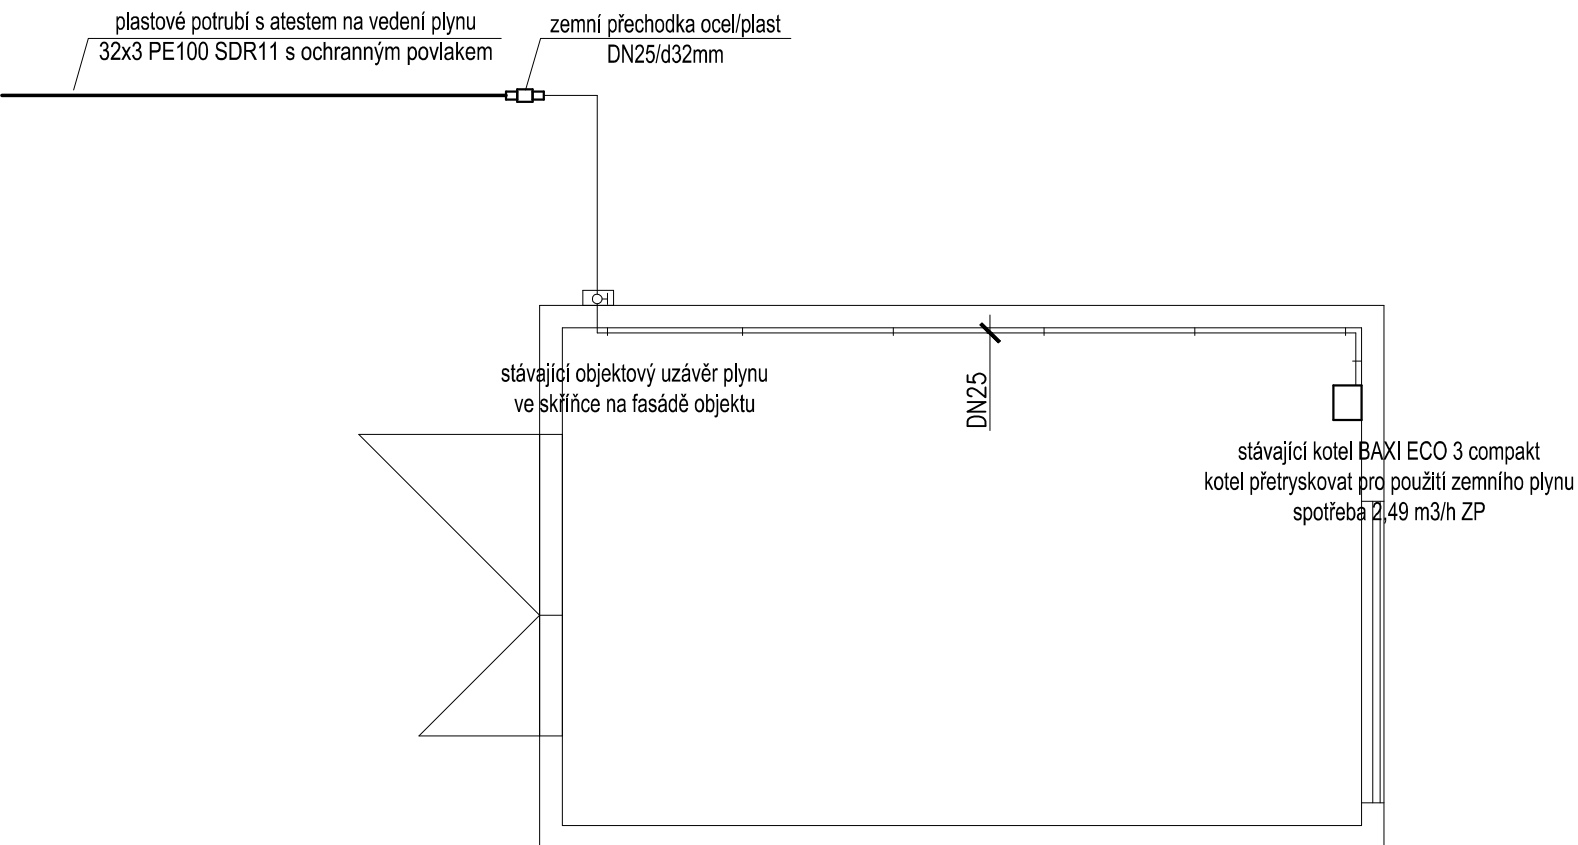 plastové potrubí s atestem na vedení plynu
32x3 PE100 SDR11 s ochranným povlakem
zemní přechodka ocel/plast
DN25/d32mm
stávající objektový uzávěr plynu
ve skříňce na fasádě objektu
DN25
stávající kotel BAXI ECO 3 compakt
kotel přetryskovat pro použití zemního plynu
spotřeba 2,49 m3/h ZP